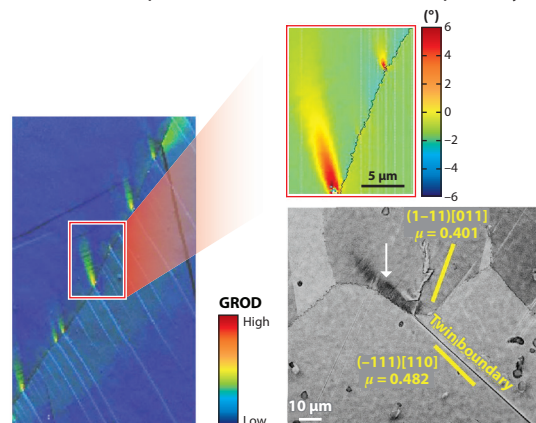 (°)
6
4
2
0
–2
–4
–6
5 µm
GROD
High
Low
(1–11)[011]
µ = 0.401
Twin boundary
(–111)[110]
µ = 0.482
10 µm